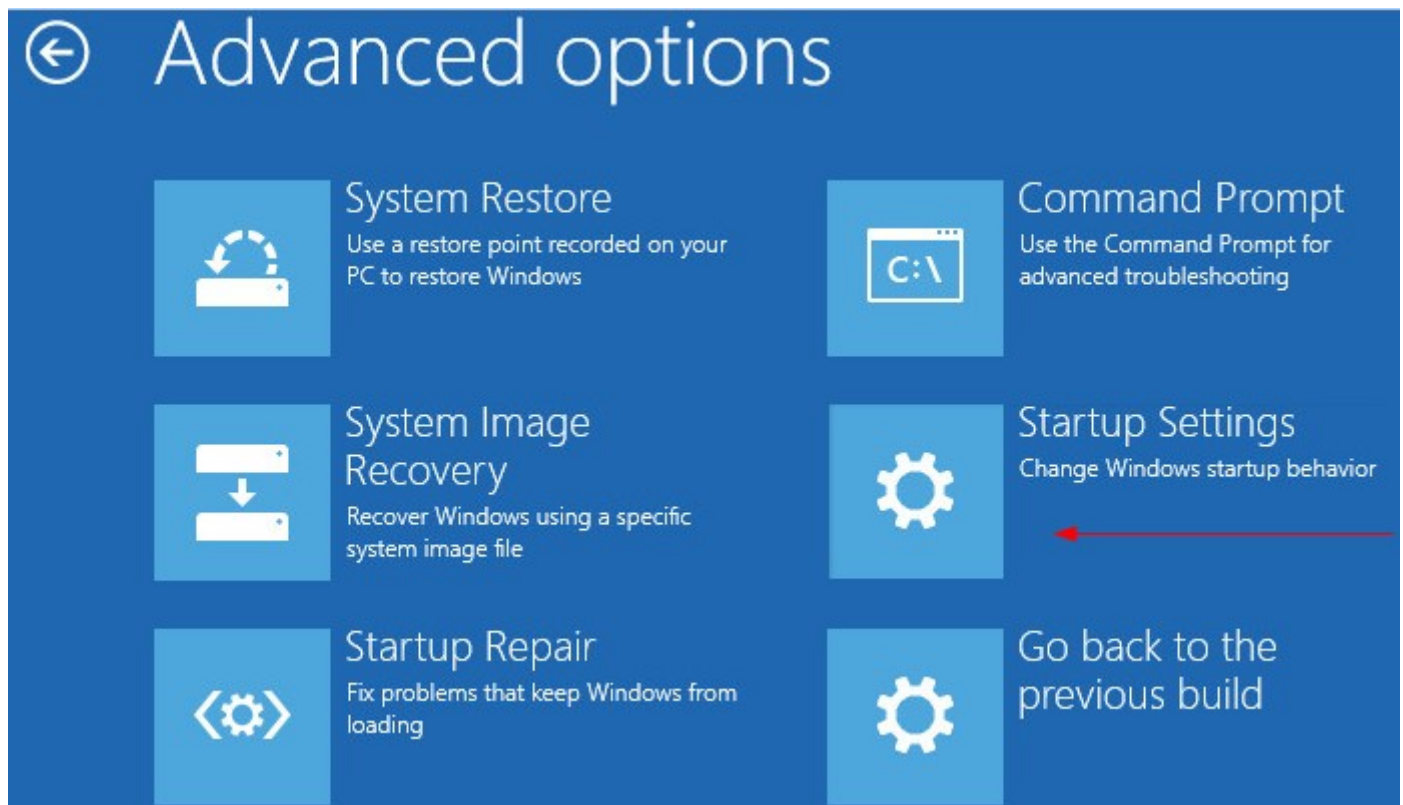 Advanced options
System Restore
Use a restore point recorded on your
PC to restore Windows
Command Prompt
Use the Command Prompt for
advanced troubleshooting
C:\
System Image
Recovery
Recover Windows using a specific
system image file
Startup Settings
Change Windows startup behavior
Startup Repair
Fix problems that keep Windows from
loading
Go back to the
previous build